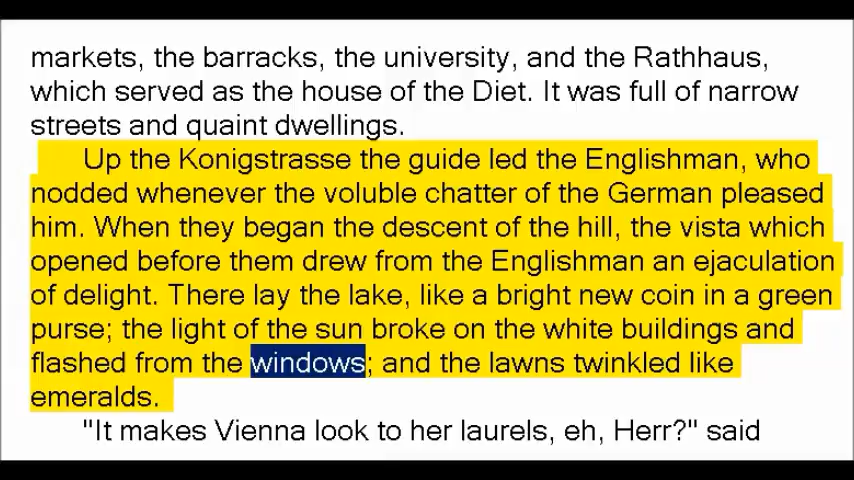 markets, the barracks, the university, and the Rathhaus,
which served as the house of the Diet. It was full of narrow
streets and quaint dwellings.
Up the Konigstrasse the guide led the Englishman, who
nodded whenever the voluble chatter of the German pleased
him. When they began the descent of the hill, the vista which
opened before them drew from the Englishman an ejaculation
of delight. There lay the lake, like a bright new coin in a green
purse; the light of the sun broke on the white buildings and
flashed from the windows; and the lawns twinkled like
emeralds.
"It makes Vienna look to her laurels, eh, Herr?" said